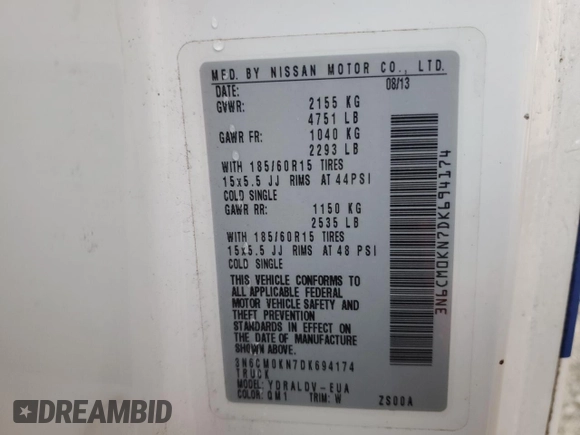 MFD. BY NISSAN MOTOR CO., LTD.
DATE: 08/13
GVWR: 2155 KG
4751 LB
GAWR FR: 1040 KG
2293 LB
WITH 185/60R15 TIRES
15x5.5 JJ RIMS AT 44PSI
COLD SINGLE
GAWR RR: 1150 KG
2535 LB
WITH 185/60R15 TIRES
15x5.5 JJ RIMS AT 48 PSI
COLD SINGLE
THIS VEHICLE CONFORMS TO
ALL APPLICABLE FEDERAL
MOTOR VEHICLE SAFETY AND
THEFT PREVENTION
STANDARDS IN EFFECT ON THE
DATE OF MANUFACTURE
SHOWN ABOVE.
3N6CM0KN7DK694174
TRUCK
MODEL: YDRALDV-EUA
COLOR: QM1 TRIM: W 2S00A
3N6CM0KN7DK694174
DREAMBID
DREAMBID